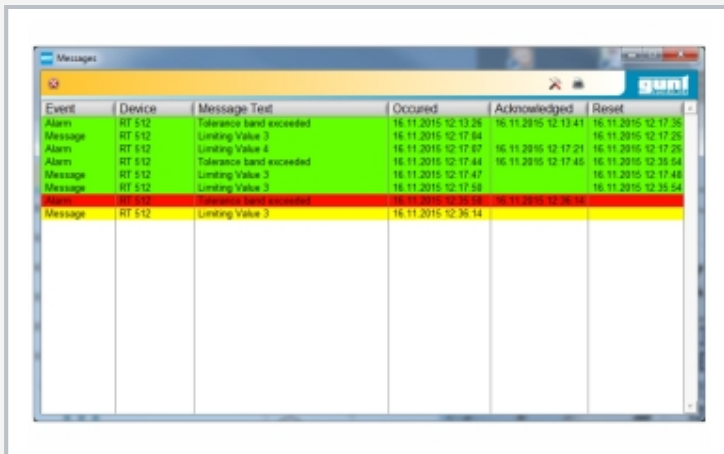 Messages
gunt
Event Device Message Text Occured Acknowledged Reset
Alarm RT 512 Tolerance band exceeded 16.11.2015 12:13:26 16.11.2015 12:13:41 16.11.2015 12:17:35
Message RT 512 Limiting Value 3 16.11.2015 12:17:04 16.11.2015 12:17:25
Alarm RT 512 Limiting Value 4 16.11.2015 12:17:07 16.11.2015 12:17:21 16.11.2015 12:17:25
Alarm RT 512 Tolerance band exceeded 16.11.2015 12:17:44 16.11.2015 12:17:45 16.11.2015 12:35:54
Message RT 512 Limiting Value 3 16.11.2015 12:17:47 16.11.2015 12:17:48
Message RT 512 Limiting Value 3 16.11.2015 12:17:50 16.11.2015 12:35:54
Alarm RT 512 Tolerance band exceeded 16.11.2015 12:35:58 16.11.2015 12:36:14
Message RT 512 Limiting Value 3 16.11.2015 12:36:14